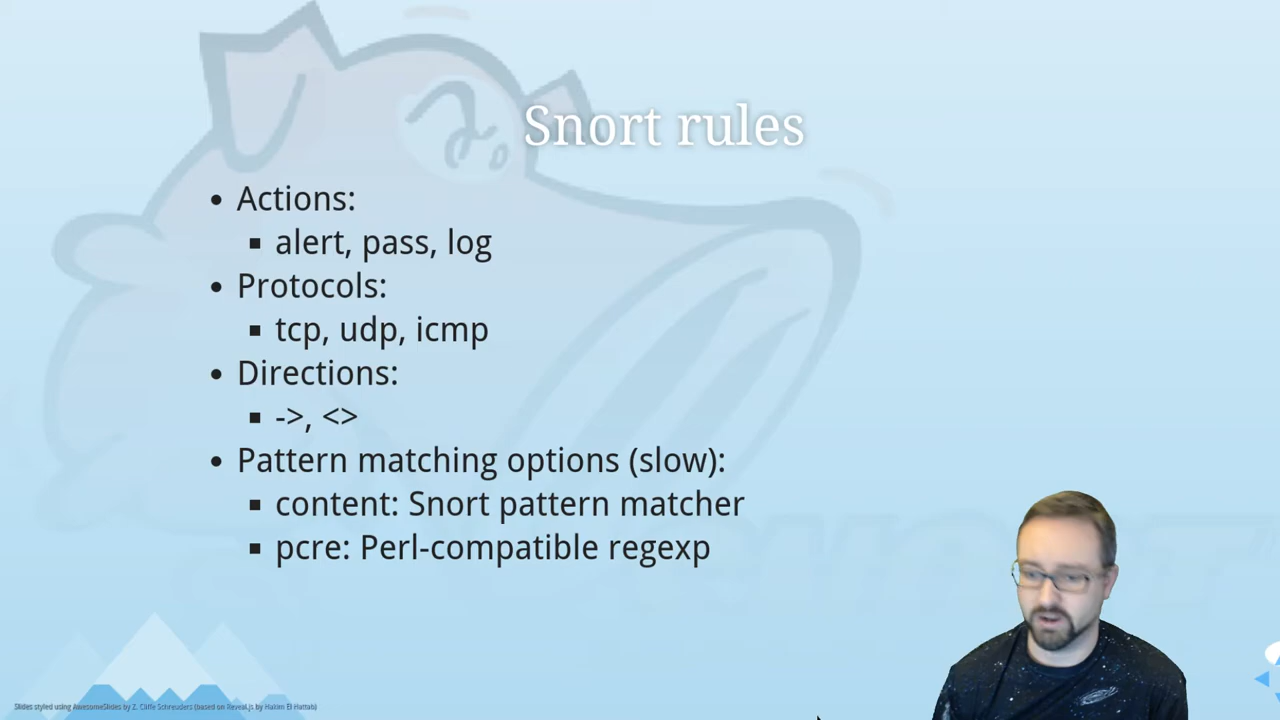 Snort rules
Actions:
alert, pass, log
Protocols:
tcp, udp, icmp
Directions:
->, <>
Pattern matching options (slow):
content: Snort pattern matcher
pcre: Perl-compatible regexp
Slides styled using AwesomeSlides by Z. Cliffe Schreuders (based on Reveal.js by Hakim El Hattab)